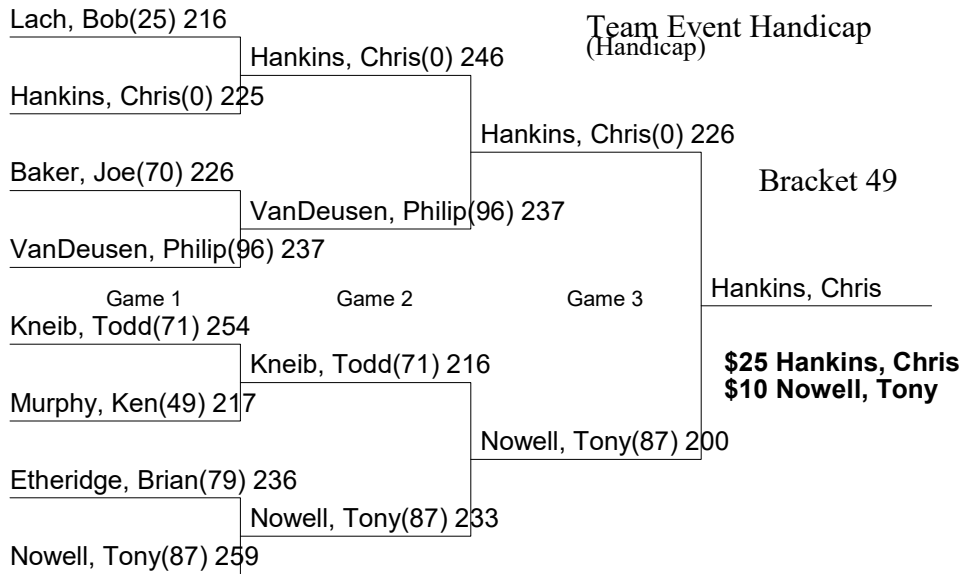 Lach, Bob(25) 216
Team Event Handicap
(Handicap)
Hankins, Chris(0) 246
Hankins, Chris(0) 225
Hankins, Chris(0) 226
Baker, Joe(70) 226
Bracket 49
VanDeusen, Philip(96) 237
VanDeusen, Philip(96) 237
Game 1
Game 2
Game 3
Hankins, Chris
Kneib, Todd(71) 254
Kneib, Todd(71) 216
$25 Hankins, Chris
$10 Nowell, Tony
Murphy, Ken(49) 217
Nowell, Tony(87) 200
Etheridge, Brian(79) 236
Nowell, Tony(87) 233
Nowell, Tony(87) 259